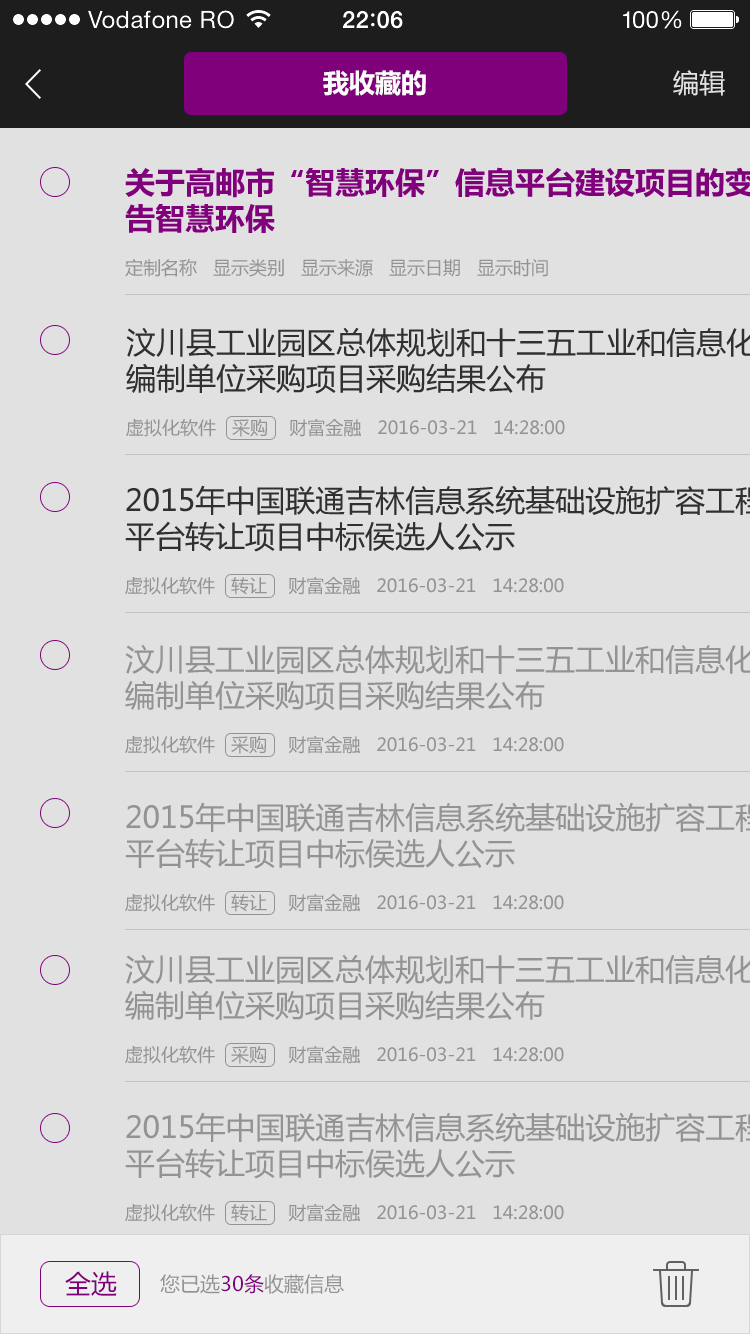 Vodafone RO 22:06 100%
我收藏的 编辑
关于高邮市“智慧环保”信息平台建设项目的变
告智慧环保
定制名称 显示类别 显示来源 显示日期 显示时间
汶川县工业园区总体规划和十三五工业和信息化
编制单位采购项目采购结果公布
虚拟化软件 采购 财富金融 2016-03-21 14:28:00
2015年中国联通吉林信息系统基础设施扩容工程
平台转让项目中标侯选人公示
虚拟化软件 转让 财富金融 2016-03-21 14:28:00
汶川县工业园区总体规划和十三五工业和信息化
编制单位采购项目采购结果公布
虚拟化软件 采购 财富金融 2016-03-21 14:28:00
2015年中国联通吉林信息系统基础设施扩容工程
平台转让项目中标侯选人公示
虚拟化软件 转让 财富金融 2016-03-21 14:28:00
汶川县工业园区总体规划和十三五工业和信息化
编制单位采购项目采购结果公布
虚拟化软件 采购 财富金融 2016-03-21 14:28:00
2015年中国联通吉林信息系统基础设施扩容工程
平台转让项目中标侯选人公示
虚拟化软件 转让 财富金融 2016-03-21 14:28:00
全选 您已选30条收藏信息